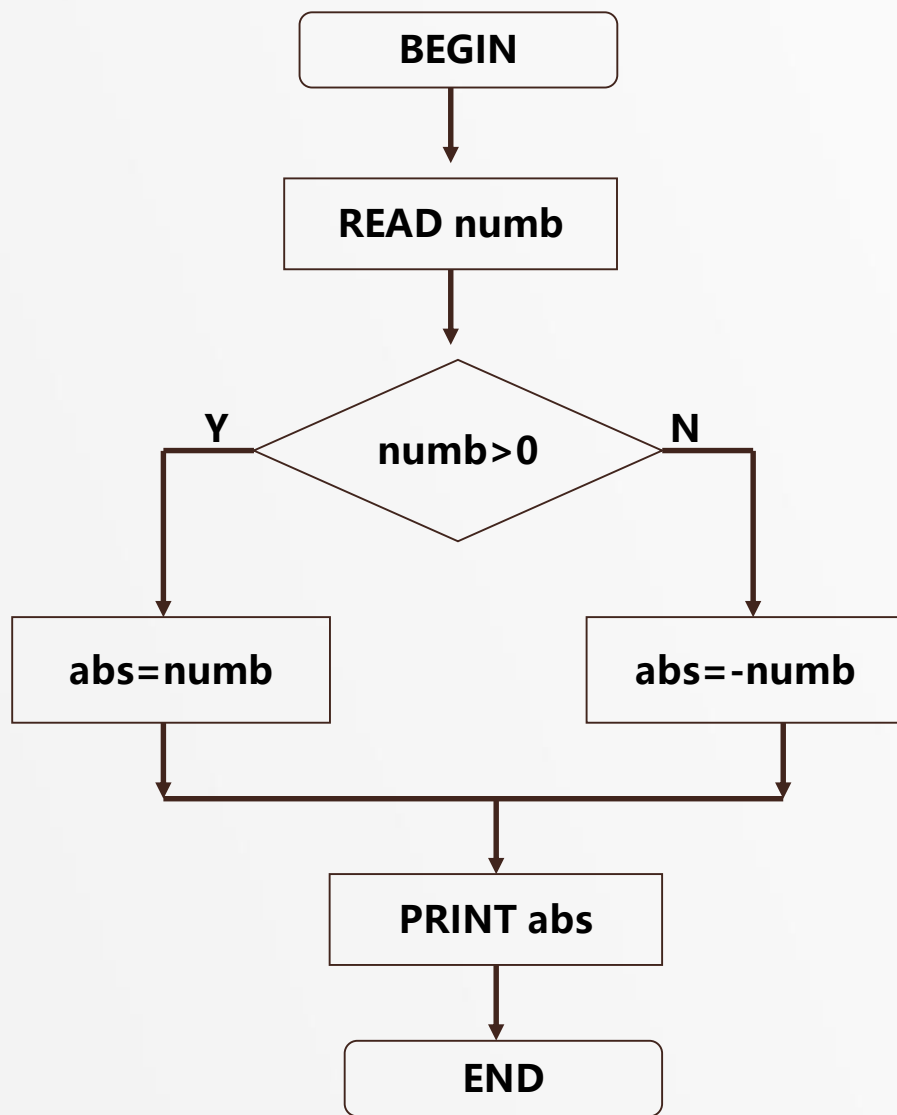 BEGIN
READ numb
Y
N
numb>0
abs=numb
abs=-numb
PRINT abs
END